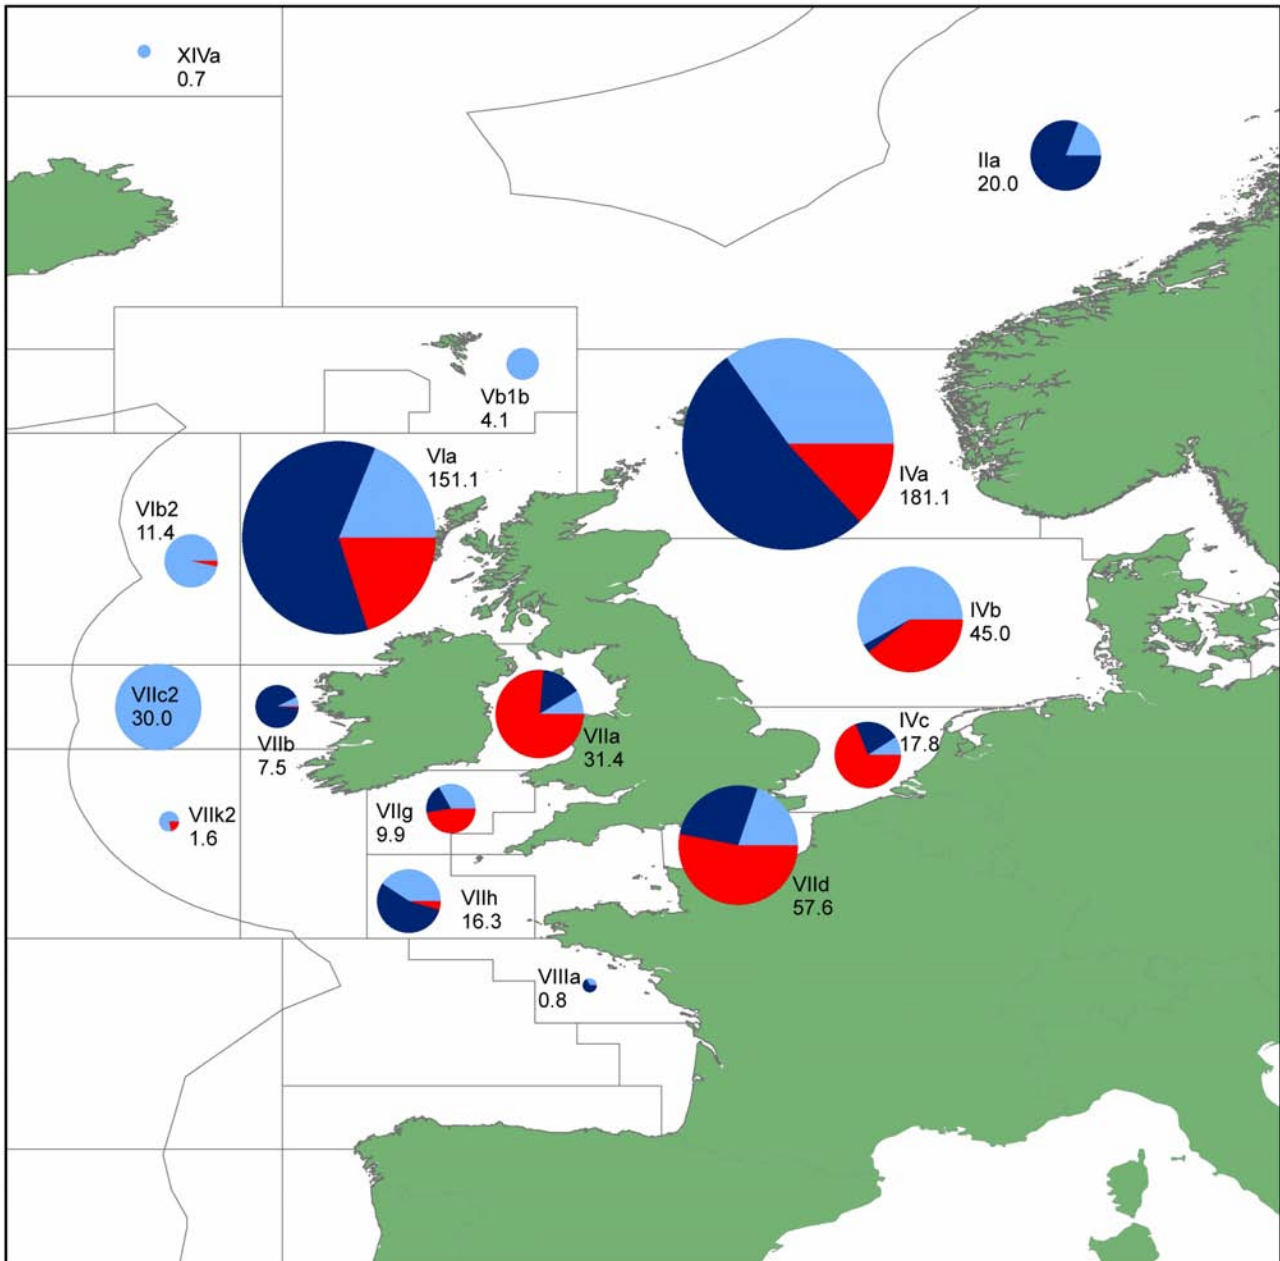 XIVa
0.7
IIa
20.0
Vb1b
4.1
VIa
151.1
IVa
181.1
VIb2
11.4
IVb
45.0
VIIc2
30.0
VIIb
7.5
VIIa
31.4
IVc
17.8
VIIk2
1.6
VIIg
9.9
VIId
57.6
VIIh
16.3
VIIIa
0.8